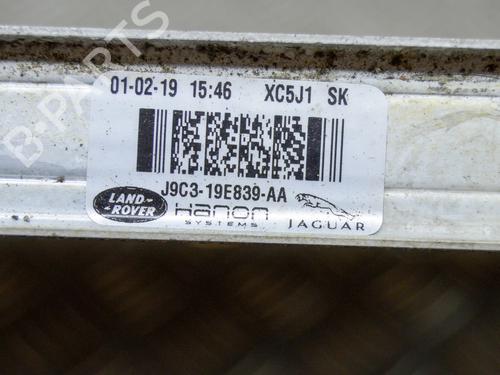 B-PARTS
01-02-19 15:46 XC5J1 SK
J9C3-19E839-AA
LAND-
ROVER
Hanon
SYSTEMS
JAGUAR